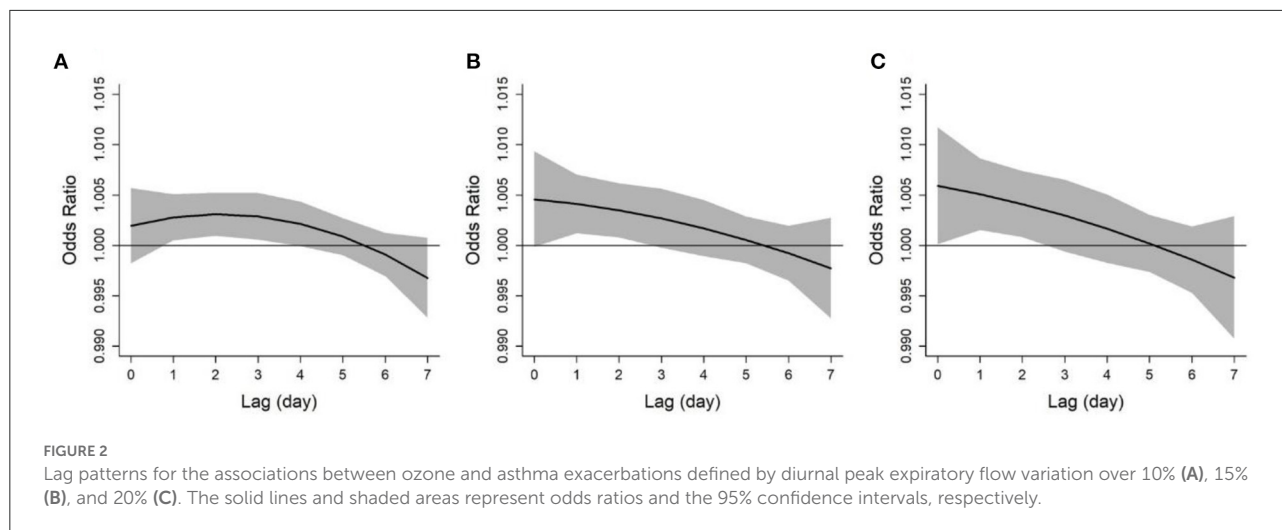 A
B
C
Odds Ratio
0.990 0.995 1.000 1.005 1.010 1.015
0 1 2 3 4 5 6 7
Lag (day)
Odds Ratio
0.990 0.995 1.000 1.005 1.010 1.015
0 1 2 3 4 5 6 7
Lag (day)
Odds Ratio
0.990 0.995 1.000 1.005 1.010 1.015
0 1 2 3 4 5 6 7
Lag (day)
FIGURE 2
Lag patterns for the associations between ozone and asthma exacerbations defined by diurnal peak expiratory flow variation over 10% (A), 15%
(B), and 20% (C). The solid lines and shaded areas represent odds ratios and the 95% confidence intervals, respectively.